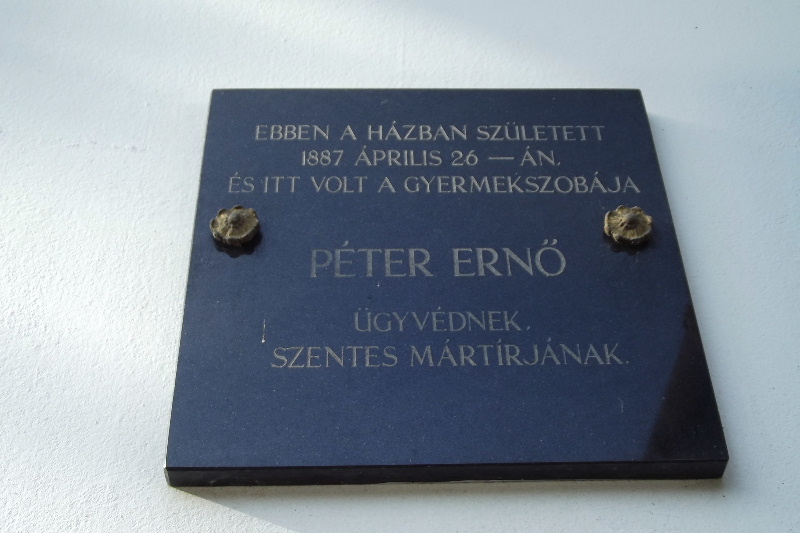 EBBEN A HÁZBAN SZÜLETETT
1887 ÁPRILIS 26 — ÁN.
ÉS ITT VOLT A GYERMEKSZOBÁJA
PÉTER ERNŐ
ÜGYVÉDNEK,
SZENTES MÁRTÍRJÁNAK.